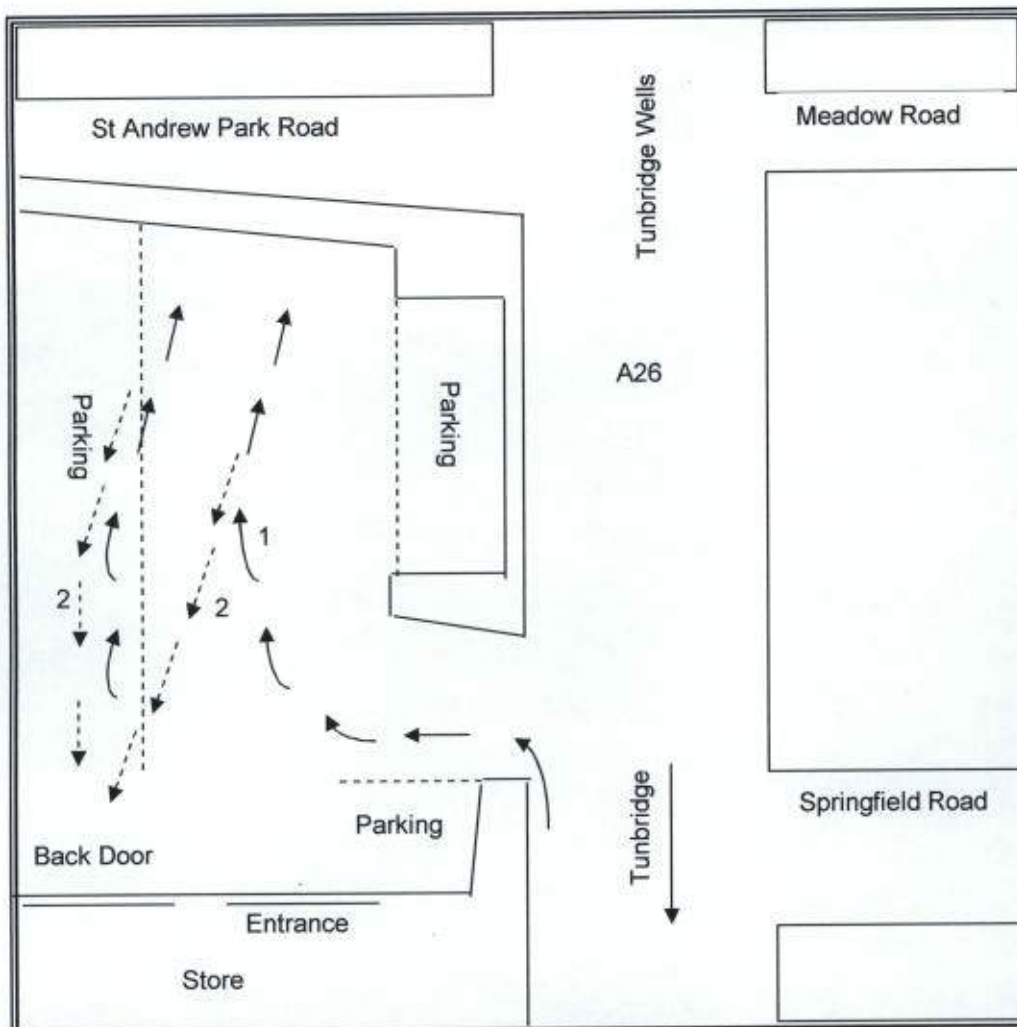 St Andrew Park Road
Tunbridge Wells
Meadow Road
A26
Parking
Parking
1
2
2
Tunbridge
Springfield Road
Parking
Back Door
Entrance
Store